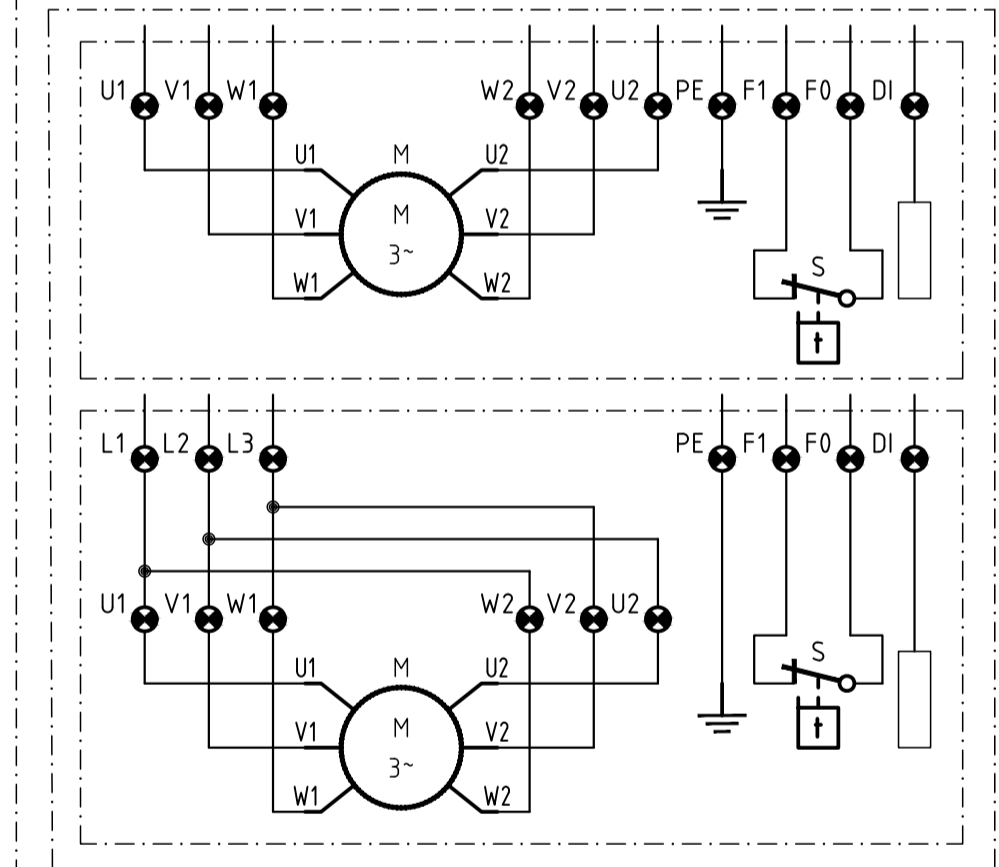 U1 V1 W1 W2 V2 U2 PE F1 F0 DI
U1 M U2
V1 M V2
3~
W1 W2
S
t
L1 L2 L3 PE F1 F0 DI
U1 V1 W1 W2 V2 U2
S
U1 M U2
t
V1 M V2
3~
W1 W2